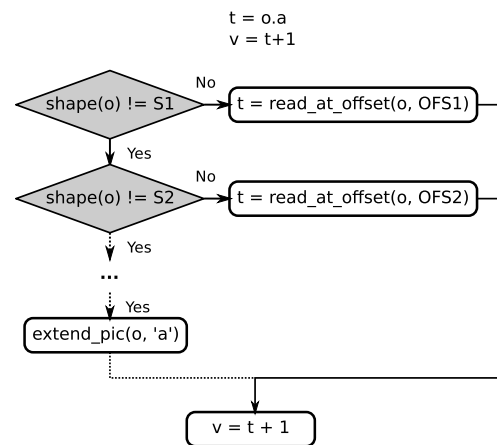 t = o.a
v = t+1
No
shape(o) != S1
t = read_at_offset(o, OFS1)
Yes
No
shape(o) != S2
t = read_at_offset(o, OFS2)
Yes
...
Yes
extend_pic(o, 'a')
v = t + 1